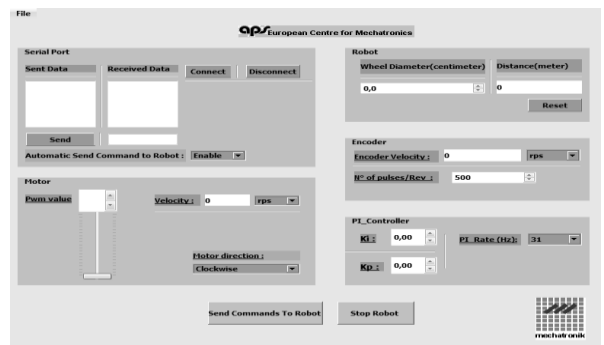 File
aps European Centre for Mechatronics
Serial Port
Sent Data Received Data Connect Disconnect
Send
Automatic Send Command to Robot : Enable
Motor
Pwm value Velocity : 0 rps
Motor direction :
Clockwise
Robot
Wheel Diameter(centimeter) Distance(meter)
0,0 0
Reset
Encoder
Encoder Velocity : 0 rps
Nº of pulses/Rev : 500
PI_Controller
Ki : 0,00 PI_Rate (Hz): 31
Kp : 0,00
Send Commands To Robot Stop Robot
mechatronik